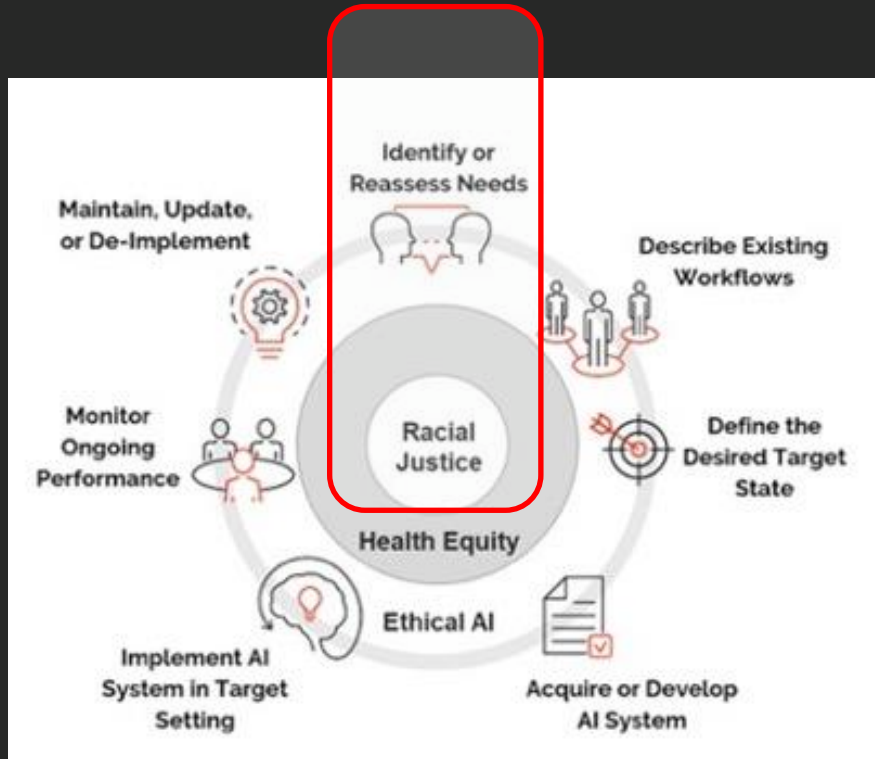 Identify or
Reassess Needs
Describe Existing
Workflows
Define the
Desired Target
State
Acquire or Develop
AI System
Implement AI
System in Target
Setting
Monitor
Ongoing
Performance
Maintain, Update,
or De-Implement
Racial
Justice
Health Equity
Ethical AI